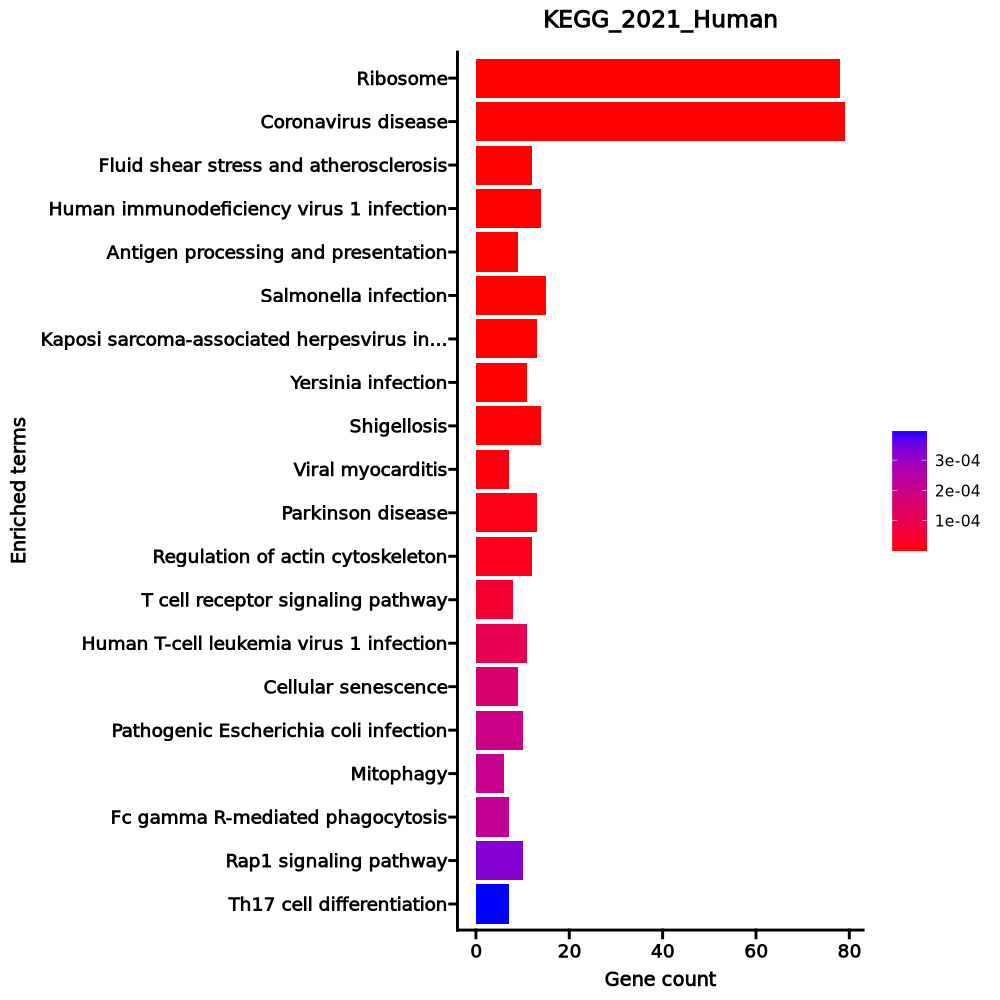 KEGG_2021_Human
Ribosome
Coronavirus disease
Fluid shear stress and atherosclerosis
Human immunodeficiency virus 1 infection
Antigen processing and presentation
Salmonella infection
Kaposi sarcoma-associated herpesvirus in...
Yersinia infection
Shigellosis
Viral myocarditis
Parkinson disease
Regulation of actin cytoskeleton
T cell receptor signaling pathway
Human T-cell leukemia virus 1 infection
Cellular senescence
Pathogenic Escherichia coli infection
Mitophagy
Fc gamma R-mediated phagocytosis
Rap1 signaling pathway
Th17 cell differentiation
Enriched terms
0 20 40 60 80
Gene count
3e-04
2e-04
1e-04